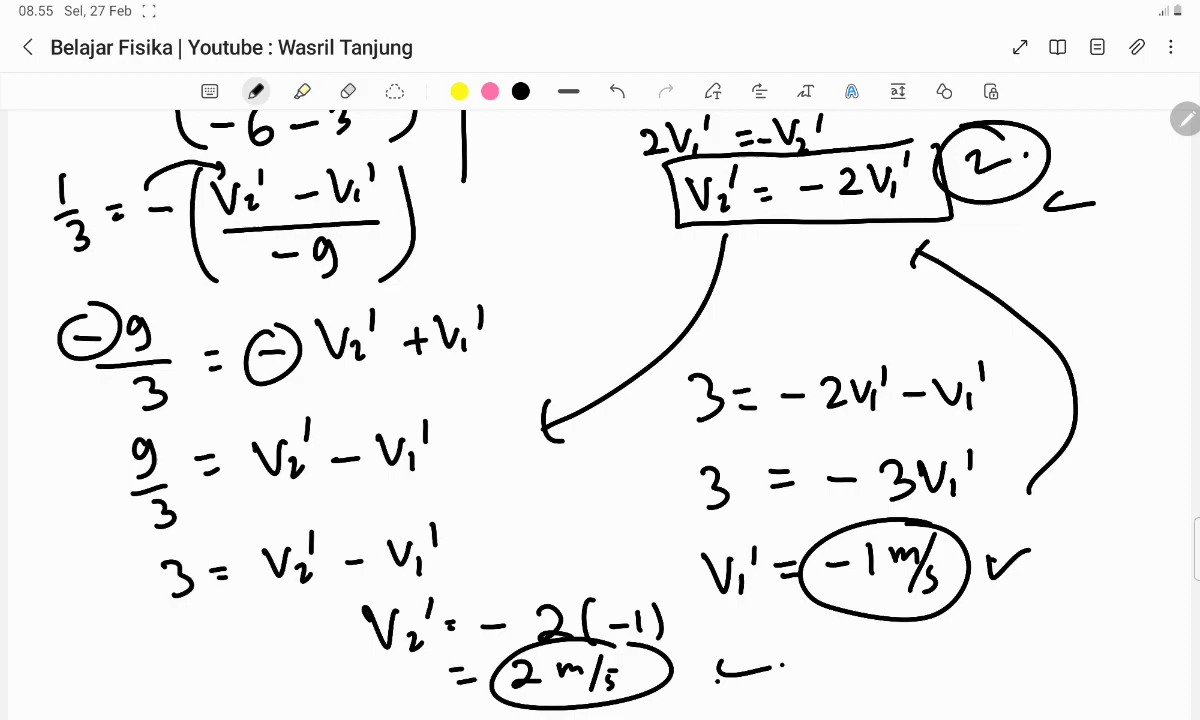 08.55 Sel, 27 Feb
Belajar Fisika | Youtube : Wasril Tanjung
(-6 - 3)
1/3 = -(V₂' - V₁' / -9)
-9/3 = - V₂' + V₁'
9/3 = V₂' - V₁'
3 = V₂' - V₁'
V₂' = - 2(-1)
= 2 m/s
2V₁' = -V₂'
V₂' = - 2V₁' 2.
3 = - 2V₁' - V₁'
3 = - 3V₁'
V₁' = -1 m/s